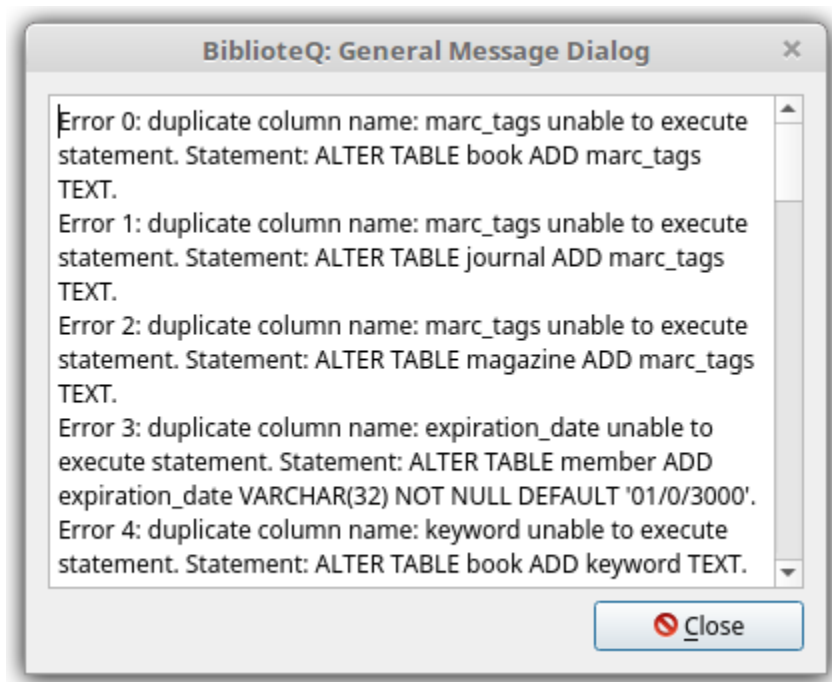 BiblioteQ: General Message Dialog
Error 0: duplicate column name: marc_tags unable to execute
statement. Statement: ALTER TABLE book ADD marc_tags
TEXT.
Error 1: duplicate column name: marc_tags unable to execute
statement. Statement: ALTER TABLE journal ADD marc_tags
TEXT.
Error 2: duplicate column name: marc_tags unable to execute
statement. Statement: ALTER TABLE magazine ADD marc_tags
TEXT.
Error 3: duplicate column name: expiration_date unable to
execute statement. Statement: ALTER TABLE member ADD
expiration_date VARCHAR(32) NOT NULL DEFAULT '01/0/3000'.
Error 4: duplicate column name: keyword unable to execute
statement. Statement: ALTER TABLE book ADD keyword TEXT.
Close